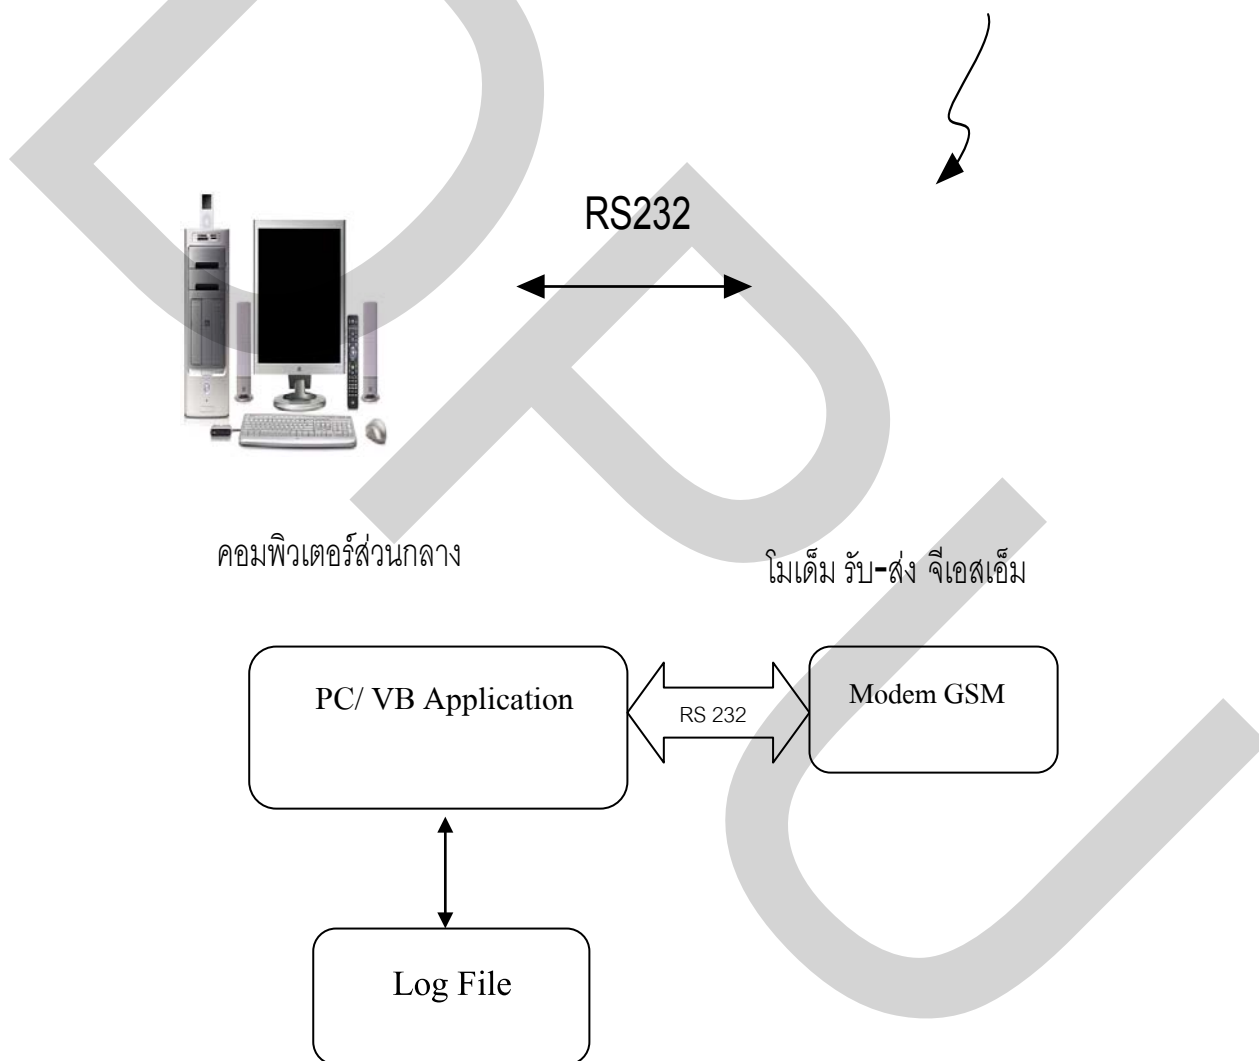 RS232
คอมพิวเตอร์ส่วนกลาง
โมเด็ม รับ-ส่ง จีเอสเอ็ม
PC/ VB Application
RS 232
Modem GSM
Log File
DPU